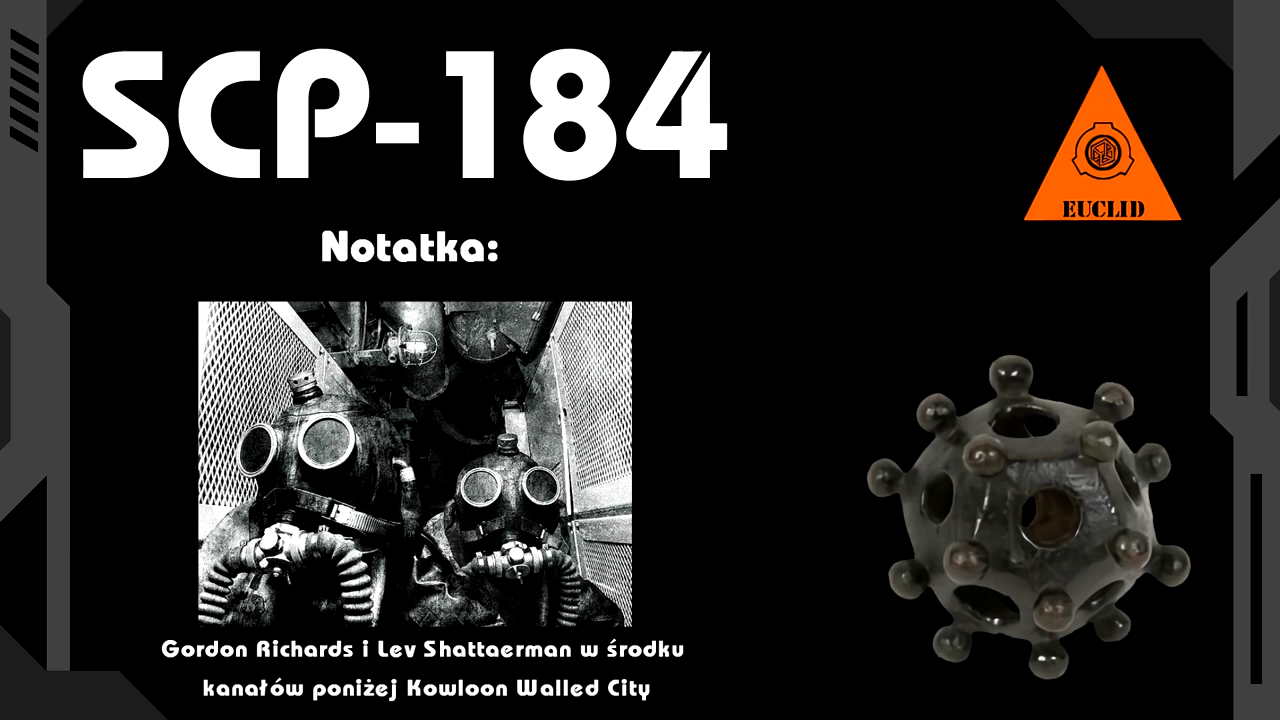 SCP-184
EUCLID
Notatka:
Gordon Richards i Lev Shattaerman w środku
kanałów poniżej Kowloon Walled City